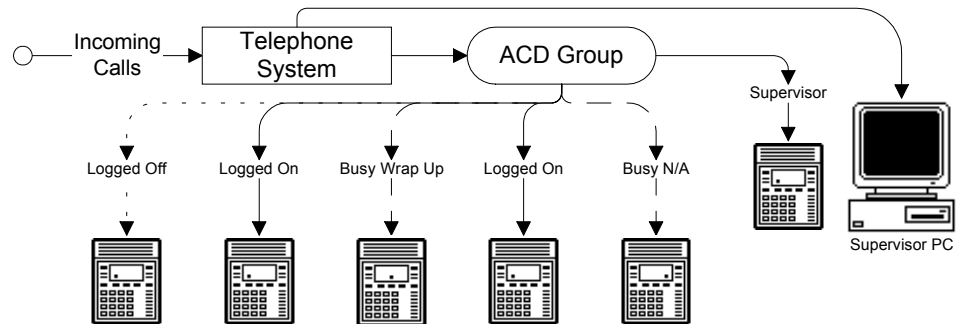 Incoming
Calls
Telephone
System
ACD Group
Supervisor
Logged Off
Logged On
Busy Wrap Up
Logged On
Busy N/A
Supervisor PC